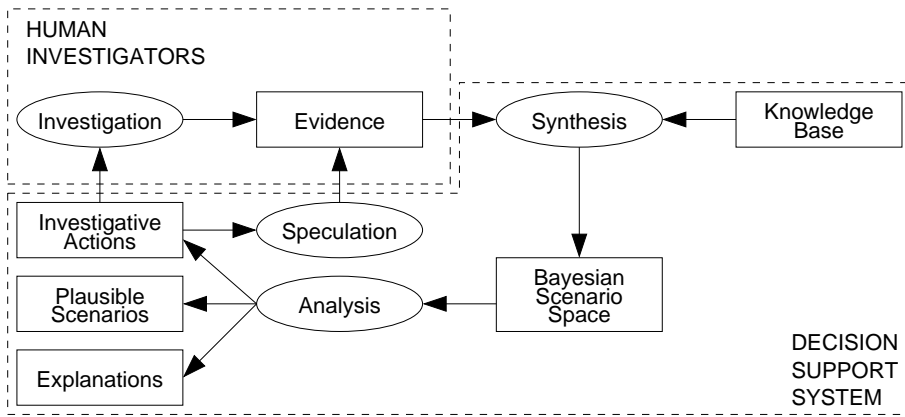 HUMAN
INVESTIGATORS
Investigation
Evidence
Synthesis
Knowledge
Base
Investigative
Actions
Speculation
Plausible
Scenarios
Analysis
Bayesian
Scenario
Space
Explanations
DECISION
SUPPORT
SYSTEM